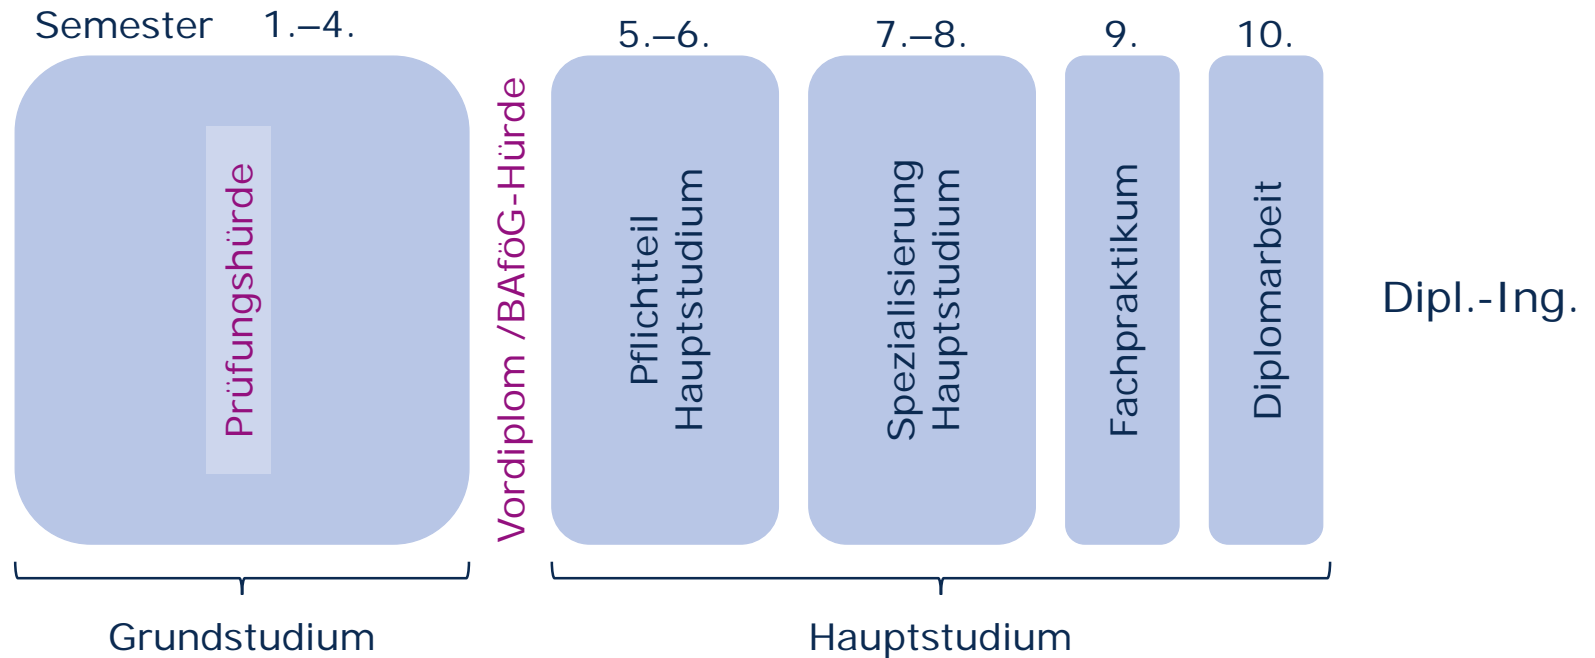 Semester 1.–4.
5.–6.
7.–8.
9.
10.
Prüfungshürde
Vordiplom /BAföG-Hürde
Pflichtteil
Hauptstudium
Spezialisierung
Hauptstudium
Fachpraktikum
Diplomarbeit
Dipl.-Ing.
Grundstudium
Hauptstudium